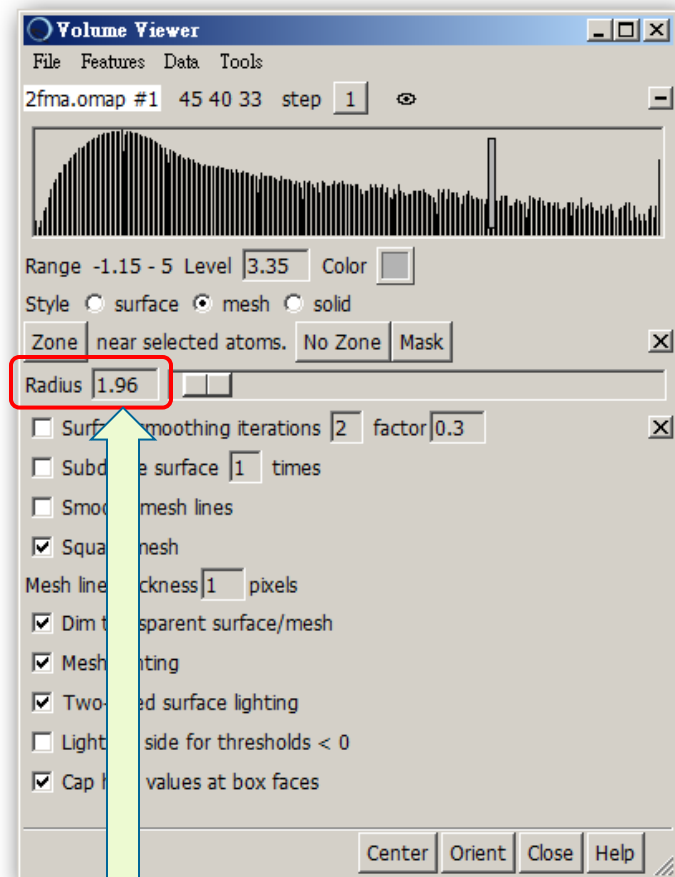 Volume Viewer
File Features Data Tools
2fma.omap #1 45 40 33 step 1
Range -1.15 - 5 Level 3.35 Color
Style surface mesh solid
Zone near selected atoms. No Zone Mask
Radius 1.96
smoothing iterations 2 factor 0.3
surface 1 times
mesh lines
mesh
Mesh line 1 pixels
Dim surface/mesh
Mesh
surface lighting
side for thresholds < 0
Cap values at box faces
Center Orient Close Help